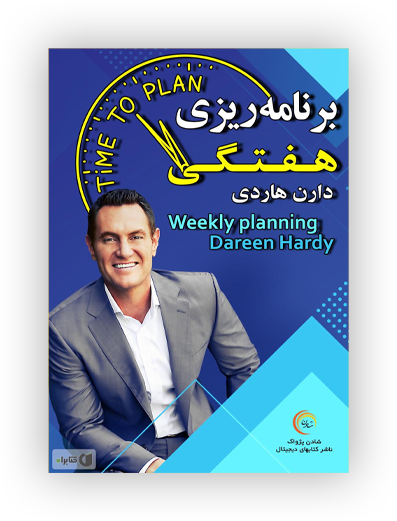 TIME TO PLAN
برنامه‌ریزی
هفتگی
دارن هاردی
Weekly planning
Dareen Hardy
شادن پژواک
ناشر کتابهای دیجیتال
کتابراه